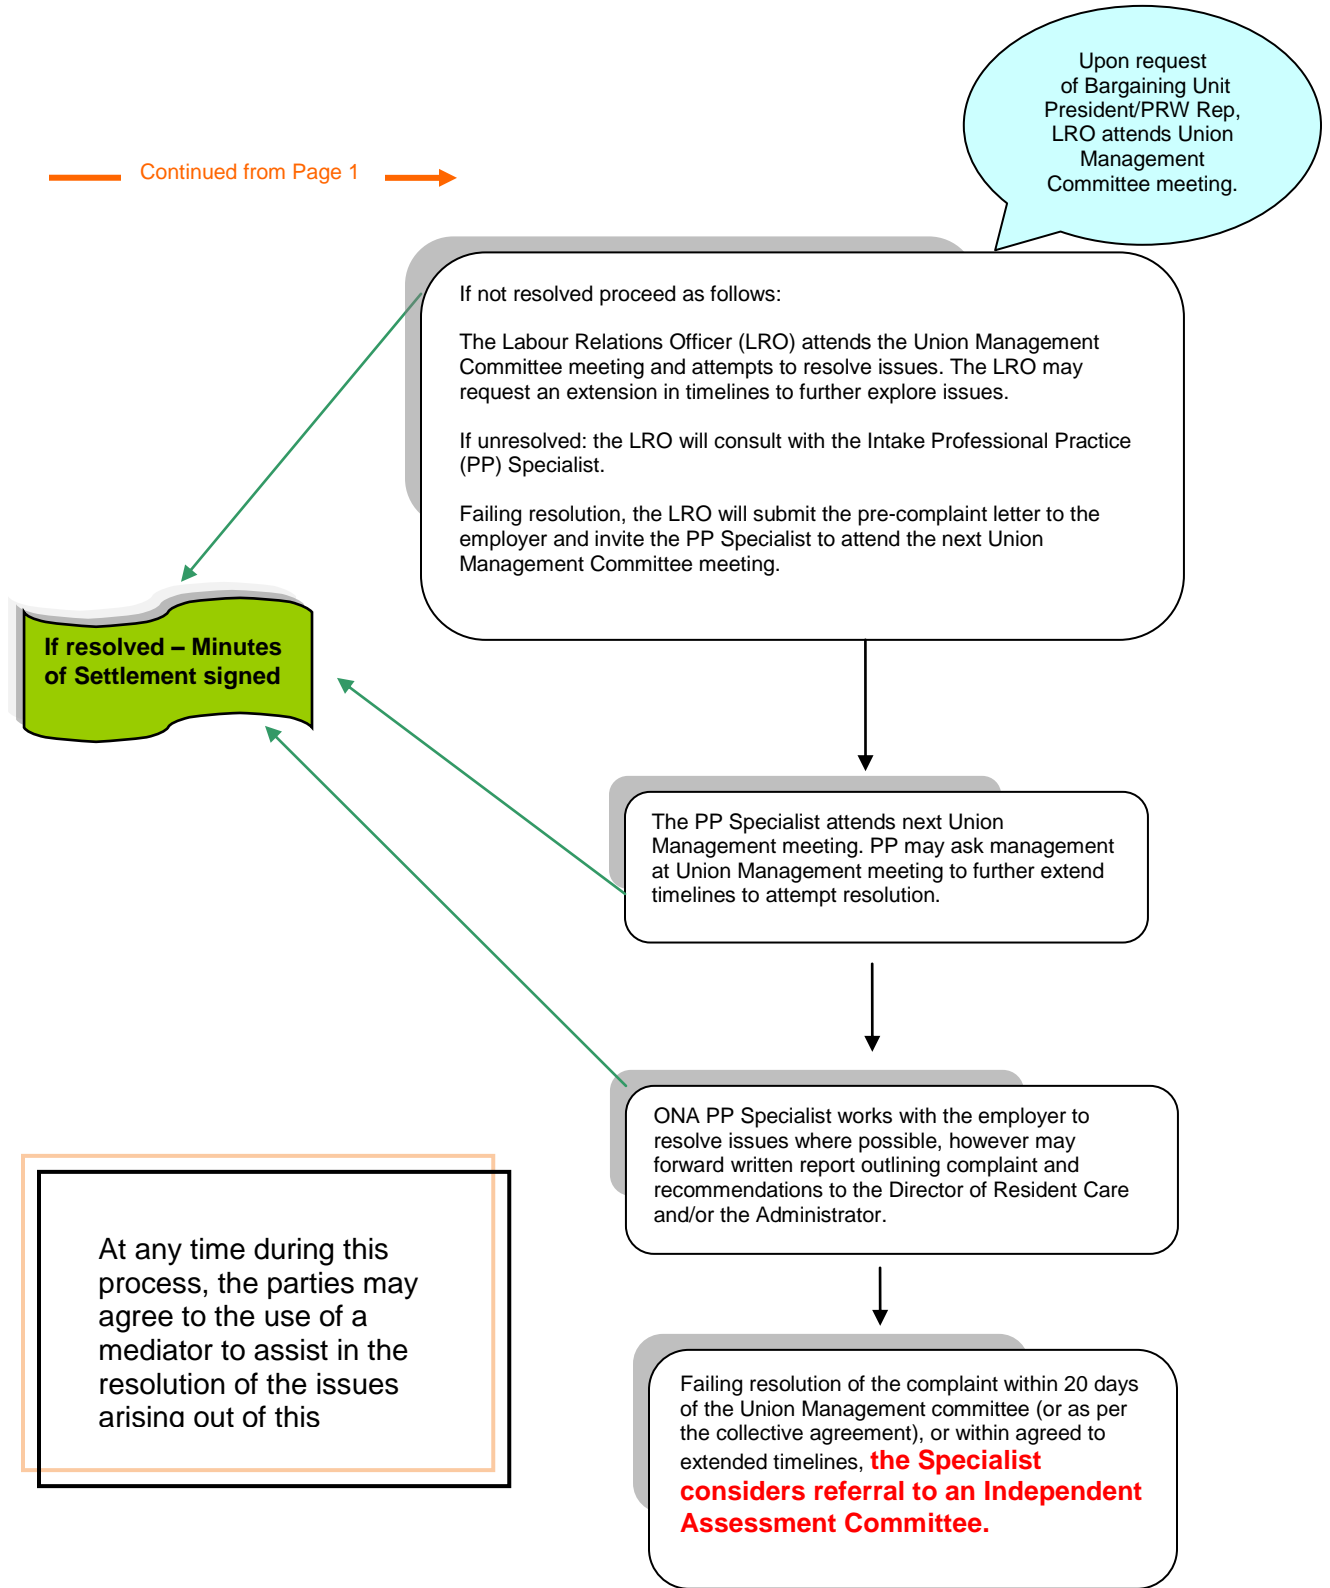 Upon request
of Bargaining Unit
President/PRW Rep,
LRO attends Union
Management
Committee meeting.
Continued from Page 1
If not resolved proceed as follows:
The Labour Relations Officer (LRO) attends the Union Management
Committee meeting and attempts to resolve issues. The LRO may
request an extension in timelines to further explore issues.
If unresolved: the LRO will consult with the Intake Professional Practice
(PP) Specialist.
Failing resolution, the LRO will submit the pre-complaint letter to the
employer and invite the PP Specialist to attend the next Union
Management Committee meeting.
If resolved – Minutes
of Settlement signed
The PP Specialist attends next Union
Management meeting. PP may ask management
at Union Management meeting to further extend
timelines to attempt resolution.
ONA PP Specialist works with the employer to
resolve issues where possible, however may
forward written report outlining complaint and
recommendations to the Director of Resident Care
and/or the Administrator.
At any time during this
process, the parties may
agree to the use of a
mediator to assist in the
resolution of the issues
arising out of this
Failing resolution of the complaint within 20 days
of the Union Management committee (or as per
the collective agreement), or within agreed to
extended timelines, the Specialist
considers referral to an Independent
Assessment Committee.